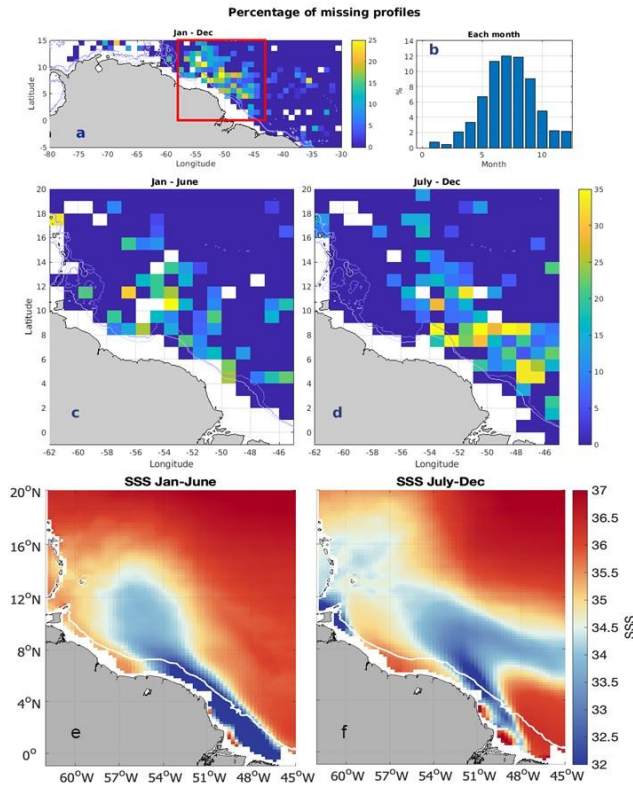 Percentage of missing profiles
Jan - Dec
Latitude
15
10
5
0
-5
a
-80 -75 -70 -65 -60 -55 -50 -45 -40 -35 -30
Longitude
25
20
15
10
5
0
Each month
b
%
14
12
10
8
6
4
2
0
5 10
Month
Jan - June
Latitude
20
18
16
14
12
10
8
6
4
2
0
c
-62 -60 -58 -56 -54 -52 -50 -48 -46
Longitude
July - Dec
d
-62 -60 -58 -56 -54 -52 -50 -48 -46
Longitude
35
30
25
20
15
10
5
0
SSS Jan-June
20°N
16°N
12°N
8°N
4°N
0°
e
60°W 57°W 54°W 51°W 48°W 45°W
SSS July-Dec
f
60°W 57°W 54°W 51°W 48°W 45°W
37
36.5
36
35.5
35
34.5
34
33.5
33
32.5
32
SSS